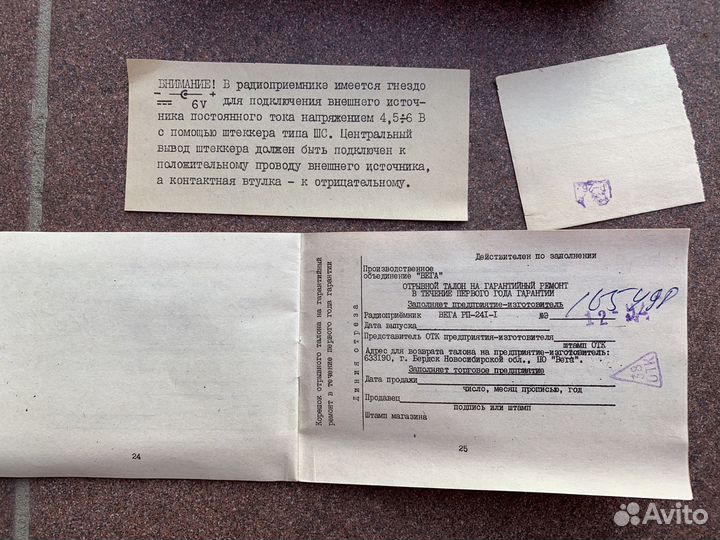 ВНИМАНИЕ! В радиоприемнике имеется гнездо
6V для подключения внешнего источ-
ника постоянного тока напряжением 4,5÷6 В
с помощью штеккера типа ШС. Центральный
вывод штеккера должен быть подключен к
положительному проводу внешнего источника,
а контактная втулка - к отрицательному.
24
Корешок отрывного талона на гарантийный
ремонт в течение первого года гарантии
Линия отреза
Действителен по заполнении
Производственное
объединение "ВЕГА"
ОТРЫВНОЙ ТАЛОН НА ГАРАНТИЙНЫЙ РЕМОНТ
В ТЕЧЕНИЕ ПЕРВОГО ГОДА ГАРАНТИИ
Заполняет предприятие-изготовитель
Радиоприёмник ВЕГА РП-241-1 №
Дата выпуска
Представитель ОТК предприятия-изготовителя
штамп ОТК
Адрес для возврата талона на предприятие-изготовитель:
633190, г. Бердск Новосибирской обл., ПО "Вега".
Заполняет торговое предприятие
Дата продажи
число, месяц прописью, год
Продавец
подпись или штамп
Штамп магазина
ОТК
25
Avito